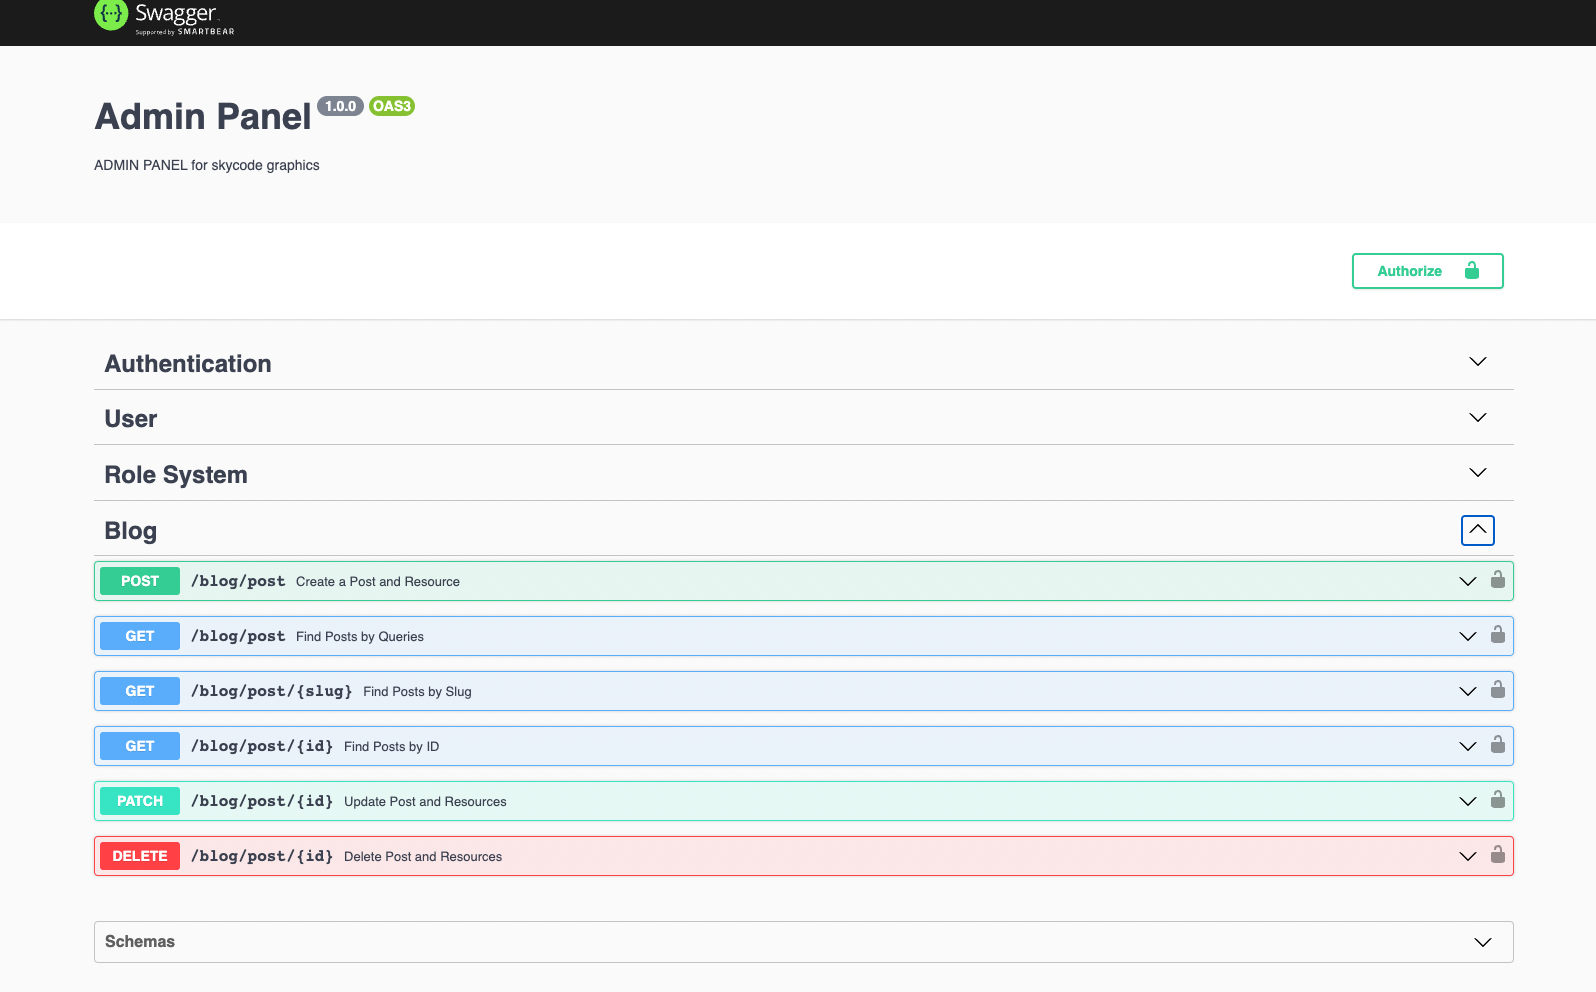 Swagger
Supported by SMARTBEAR
Admin Panel 1.0.0 OAS3
ADMIN PANEL for skycode graphics
Authorize
Authentication
User
Role System
Blog
POST /blog/post Create a Post and Resource
GET /blog/post Find Posts by Queries
GET /blog/post/{slug} Find Posts by Slug
GET /blog/post/{id} Find Posts by ID
PATCH /blog/post/{id} Update Post and Resources
DELETE /blog/post/{id} Delete Post and Resources
Schemas